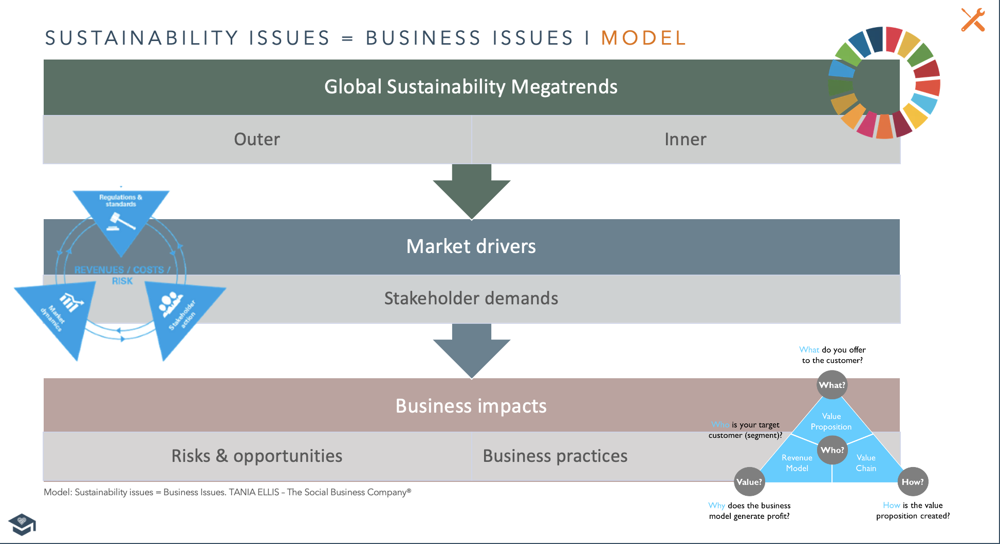 SUSTAINABILITY ISSUES = BUSINESS ISSUES I MODEL
Global Sustainability Megatrends
Outer
Inner
Regulations &
standards
Market drivers
REVENUES / COSTS /
RISK
Market
dynamics
Stakeholder
action
Stakeholder demands
What do you offer
to the customer?
What?
Business impacts
Value
Proposition
Who is your target
customer (segment)?
Who?
Risks & opportunities
Business practices
Revenue
Model
Value
Chain
Value?
How?
Model: Sustainability issues = Business Issues. TANIA ELLIS – The Social Business Company®
Why does the business
model generate profit?
How is the value
proposition created?